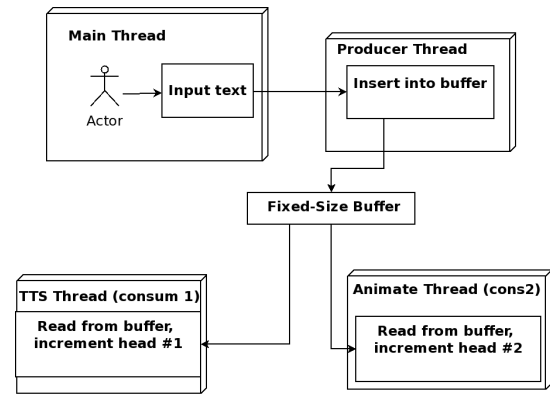 Main Thread
Producer Thread
Input text
Insert into buffer
Actor
Fixed-Size Buffer
TTS Thread (consum 1)
Read from buffer,
increment head #1
Animate Thread (cons2)
Read from buffer,
increment head #2